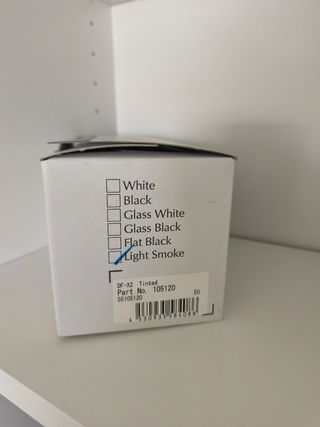 White
Black
Glass White
Glass Black
Flat Black
Light Smoke
DF-X2 Tinted
Part No. 105120
55105120
EU